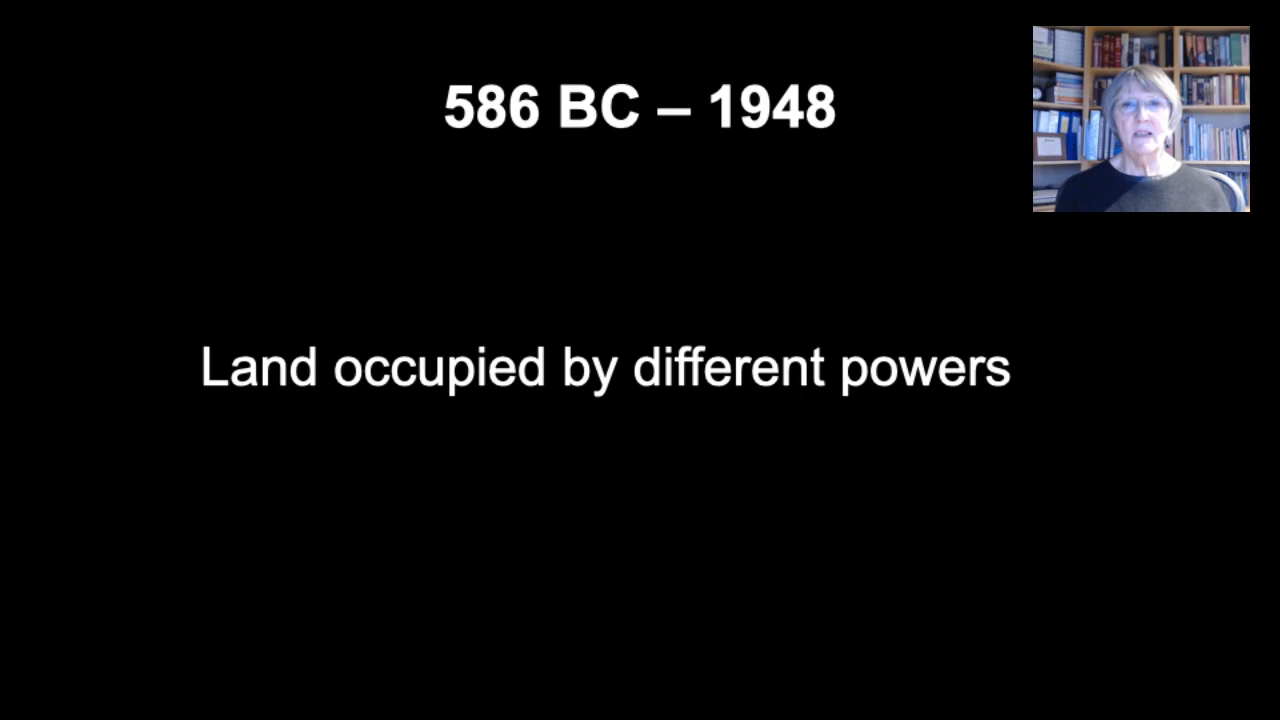 586 BC – 1948
Land occupied by different powers